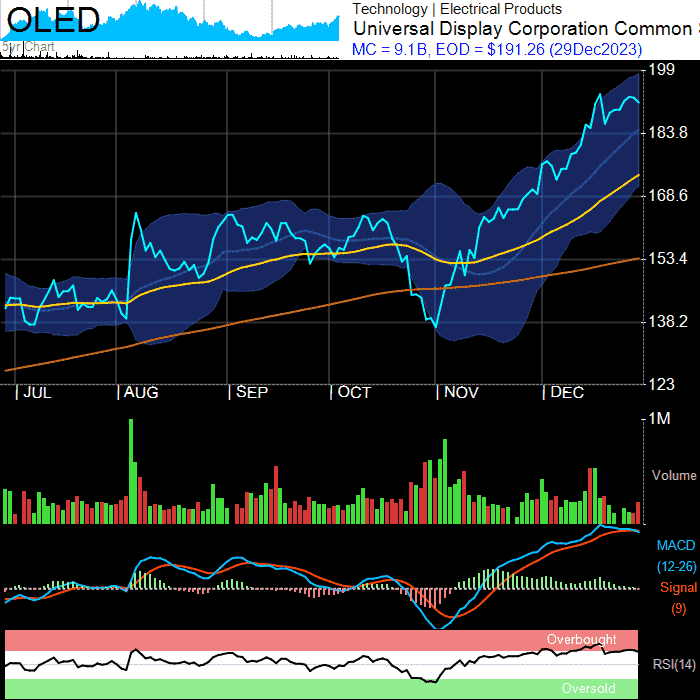 OLED
5yr Chart
Technology | Electrical Products
Universal Display Corporation Common
MC = 9.1B, EOD = $191.26 (29Dec2023)
199
183.8
168.6
153.4
138.2
123
JUL AUG SEP OCT NOV DEC
1M
Volume
MACD
(12-26)
Signal
(9)
Overbought
RSI(14)
Oversold